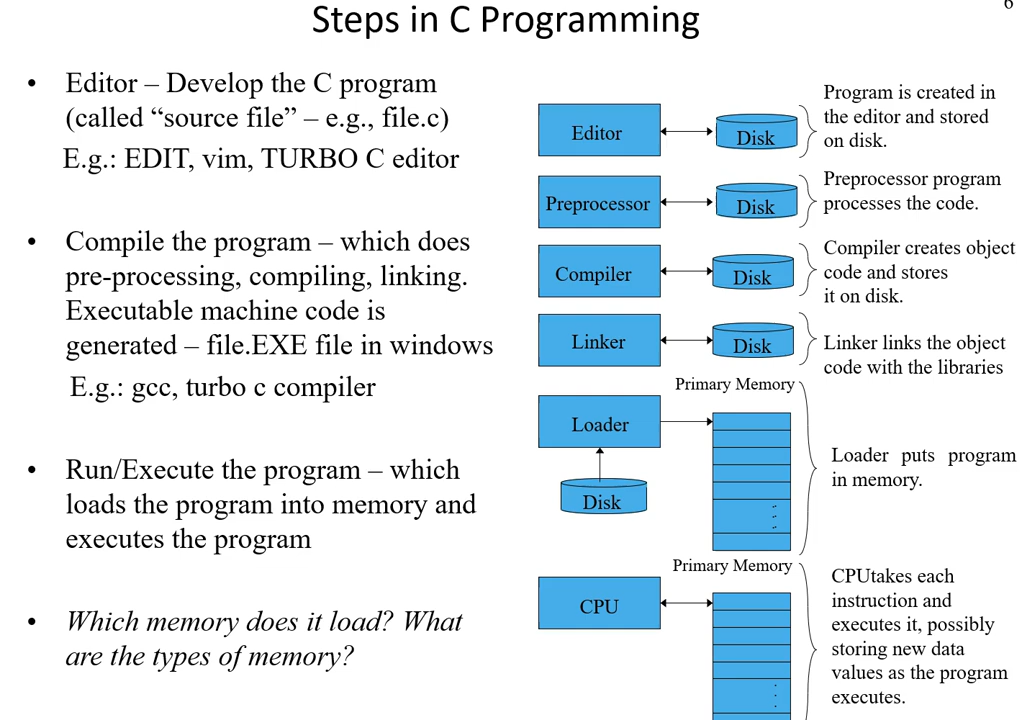 6
Steps in C Programming
• Editor – Develop the C program
(called “source file” – e.g., file.c)
E.g.: EDIT, vim, TURBO C editor
• Compile the program – which does
pre-processing, compiling, linking.
Executable machine code is
generated – file.EXE file in windows
E.g.: gcc, turbo c compiler
• Run/Execute the program – which
loads the program into memory and
executes the program
• Which memory does it load? What
are the types of memory?
Editor
Disk
Program is created in
the editor and stored
on disk.
Preprocessor
Disk
Preprocessor program
processes the code.
Compiler
Disk
Compiler creates object
code and stores
it on disk.
Linker
Disk
Linker links the object
code with the libraries
Primary Memory
Loader
Disk
Loader puts program
in memory.
Primary Memory
CPU
CPUtakes each
instruction and
executes it, possibly
storing new data
values as the program
executes.